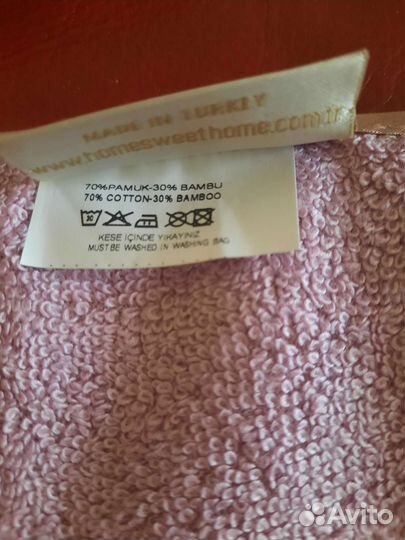 MADE IN TURKEY
www.homesweethome.com.tr
70%PAMUK-30% BAMBU
70% COTTON-30% BAMBOO
30
KESE İÇİNDE YIKAYINIZ
MUST BE WASHED IN WASHING BAG
Avito